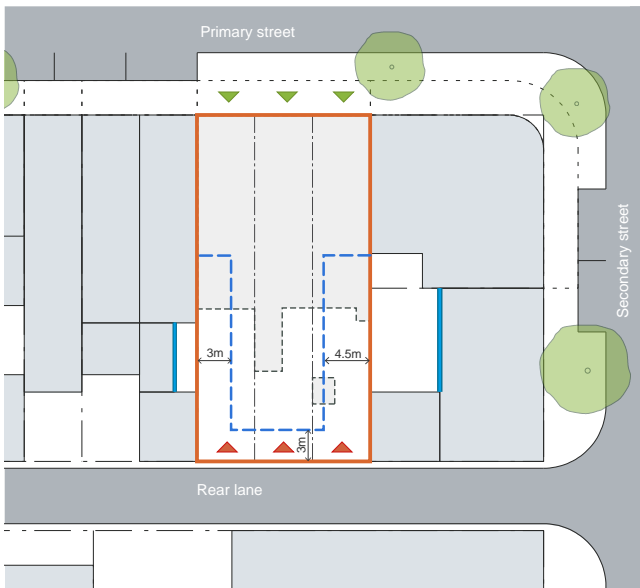 Primary street
Secondary street
3m
4.5m
3m
Rear lane